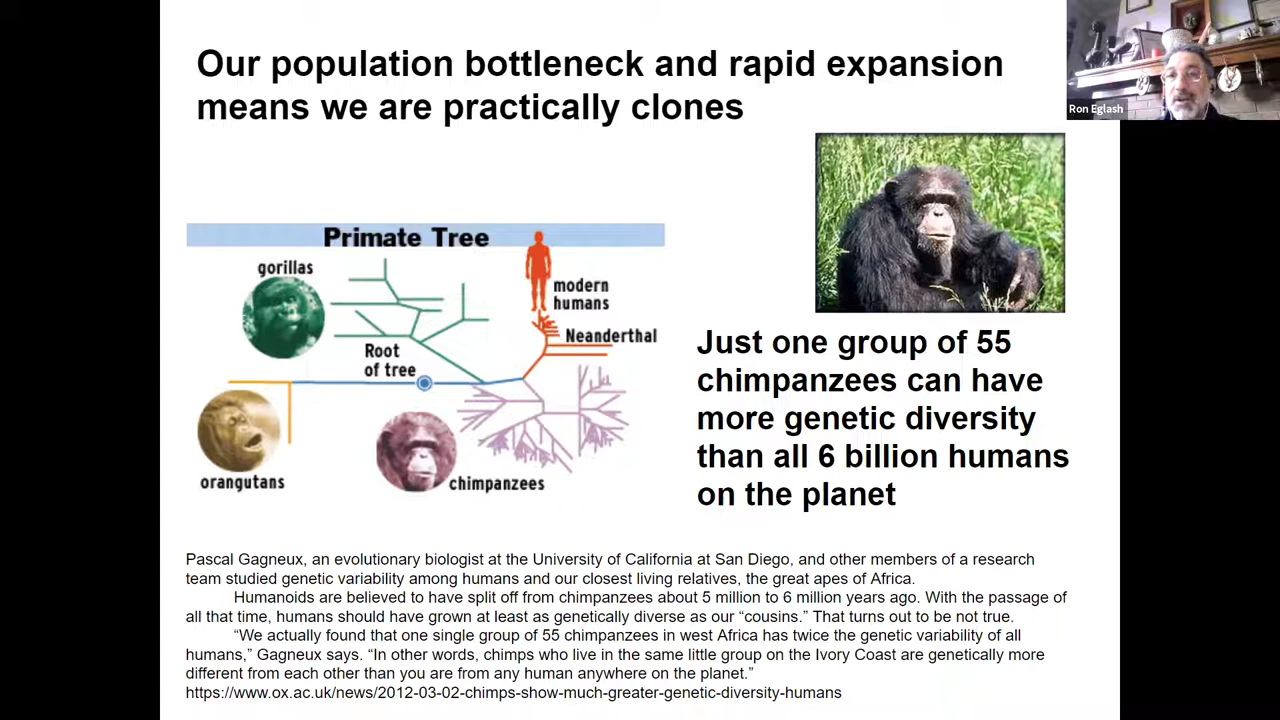 Our population bottleneck and rapid expansion
means we are practically clones
Ron Eglash
Primate Tree
gorillas
modern
humans
Neanderthal
Root
of tree
orangutans
chimpanzees
Just one group of 55
chimpanzees can have
more genetic diversity
than all 6 billion humans
on the planet
Pascal Gagneux, an evolutionary biologist at the University of California at San Diego, and other members of a research
team studied genetic variability among humans and our closest living relatives, the great apes of Africa.
Humanoids are believed to have split off from chimpanzees about 5 million to 6 million years ago. With the passage of
all that time, humans should have grown at least as genetically diverse as our “cousins.” That turns out to be not true.
“We actually found that one single group of 55 chimpanzees in west Africa has twice the genetic variability of all
humans,” Gagneux says. “In other words, chimps who live in the same little group on the Ivory Coast are genetically more
different from each other than you are from any human anywhere on the planet.”
https://www.ox.ac.uk/news/2012-03-02-chimps-show-much-greater-genetic-diversity-humans